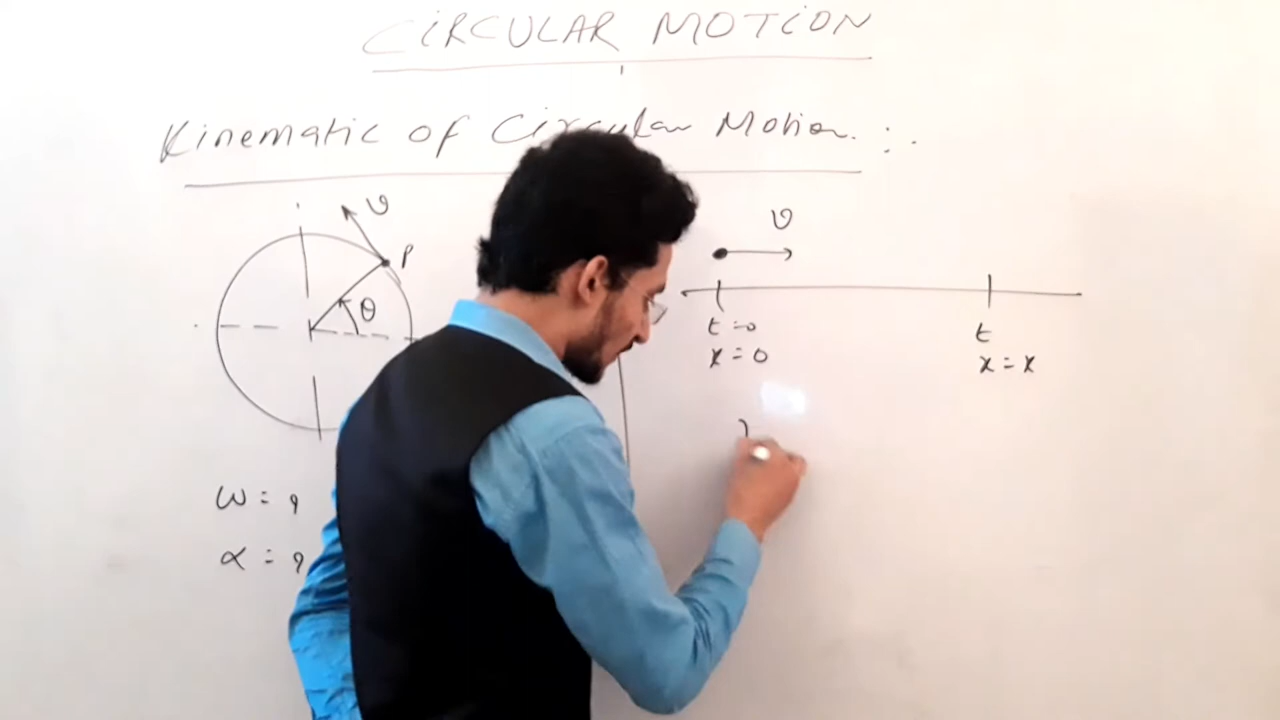 CIRCULAR MOTION
Kinematic of Circular Motion :.
v
P
θ
ω = ?
α = ?
v
t=0
x = 0
t
x = x